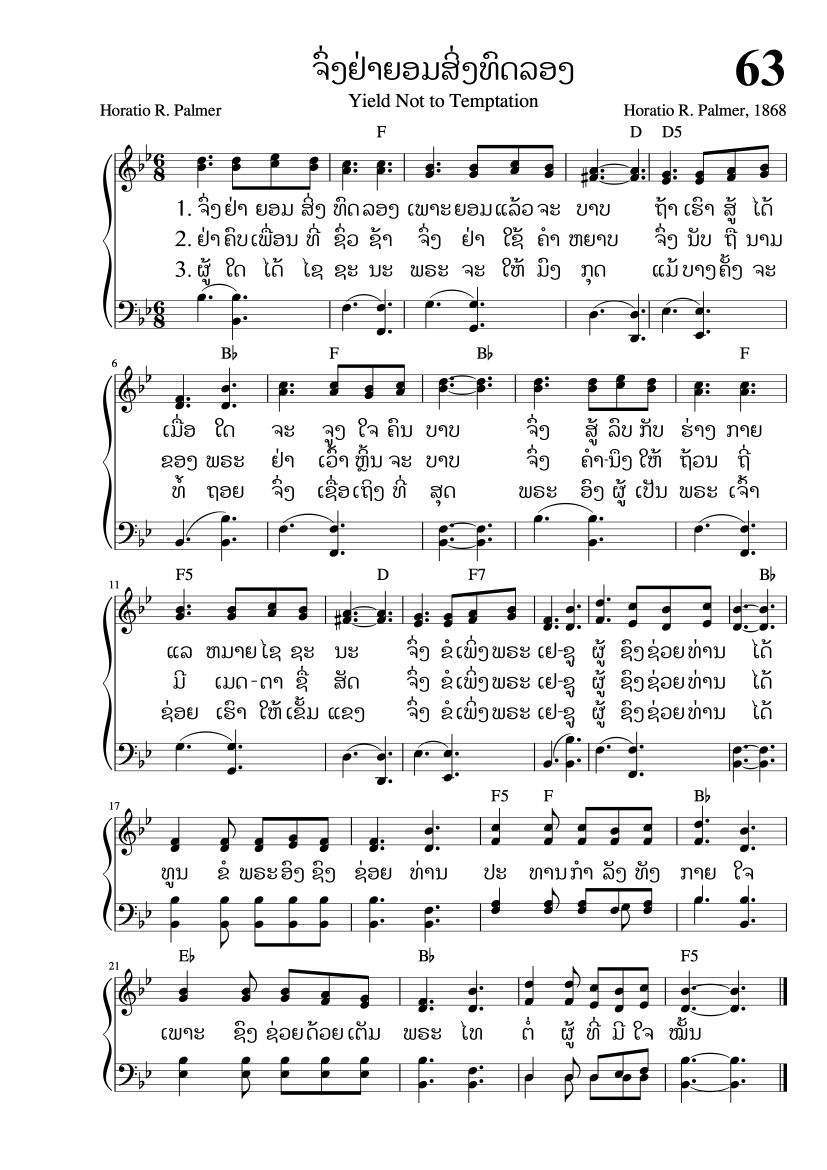 ຈົ່ງຢ່າຍອມສິ່ງທົດລອງ
63
Yield Not to Temptation
Horatio R. Palmer
Horatio R. Palmer, 1868
F D D5
1. ຈົ່ງ ຢ່າ ຍອມ ສິ່ງ ທົດ ລອງ ເພາະ ຍອມ ແລ້ວ ຈະ ບາບ ຖ້າ ເຮົາ ສູ້ ໄດ້
2. ຢ່າ ຄົບ ເພື່ອນ ທີ່ ຊົ່ວ ຊ້າ ຈົ່ງ ຢ່າ ໃຊ້ ຄຳ ຫຍາບ ຈົ່ງ ນັບ ຖື ນາມ
3. ຜູ້ ໃດ ໄດ້ ໄຊ ຊະ ນະ ພຣະ ຈະ ໃຫ້ ມົງ ກຸດ ແມ້ ບາງ ຄັ້ງ ຈະ
6 B♭ F B♭ F
ເມື່ອ ໃດ ຈະ ຈູງ ໃຈ ຄົນ ບາບ ຈົ່ງ ສູ້ ລົບ ກັບ ຮ່າງ ກາຍ
ຂອງ ພຣະ ຢ່າ ເວົ້າ ຫຼິ້ນ ຈະ ບາບ ຈົ່ງ ຄຳ-ນຶງ ໃຫ້ ຖ້ວນ ຖີ່
ທໍ້ ຖອຍ ຈົ່ງ ເຊື່ອ ເຖິງ ທີ່ ສຸດ ພຣະ ອົງ ຜູ້ ເປັນ ພຣະ ເຈົ້າ
11 F5 D F7 B♭
ແລ ຫມາຍ ໄຊ ຊະ ນະ ຈົ່ງ ຂໍ ເພິ່ງ ພຣະ ເຢ-ຊູ ຜູ້ ຊົງ ຊ່ວຍ ທ່ານ ໄດ້
ມີ ເມດ-ຕາ ຊື່ ສັດ ຈົ່ງ ຂໍ ເພິ່ງ ພຣະ ເຢ-ຊູ ຜູ້ ຊົງ ຊ່ວຍ ທ່ານ ໄດ້
ຊ່ອຍ ເຮົາ ໃຫ້ ເຂັ້ມ ແຂງ ຈົ່ງ ຂໍ ເພິ່ງ ພຣະ ເຢ-ຊູ ຜູ້ ຊົງ ຊ່ວຍ ທ່ານ ໄດ້
17 F5 F B♭
ທູນ ຂໍ ພຣະ ອົງ ຊົງ ຊ່ອຍ ທ່ານ ປະ ທານ ກຳ ລັງ ທັງ ກາຍ ໃຈ
21 E♭ B♭ F5
ເພາະ ຊົງ ຊ່ວຍ ດ້ວຍ ເຕັມ ພຣະ ໄທ ຕໍ່ ຜູ້ ທີ່ ມີ ໃຈ ໝັ້ນ